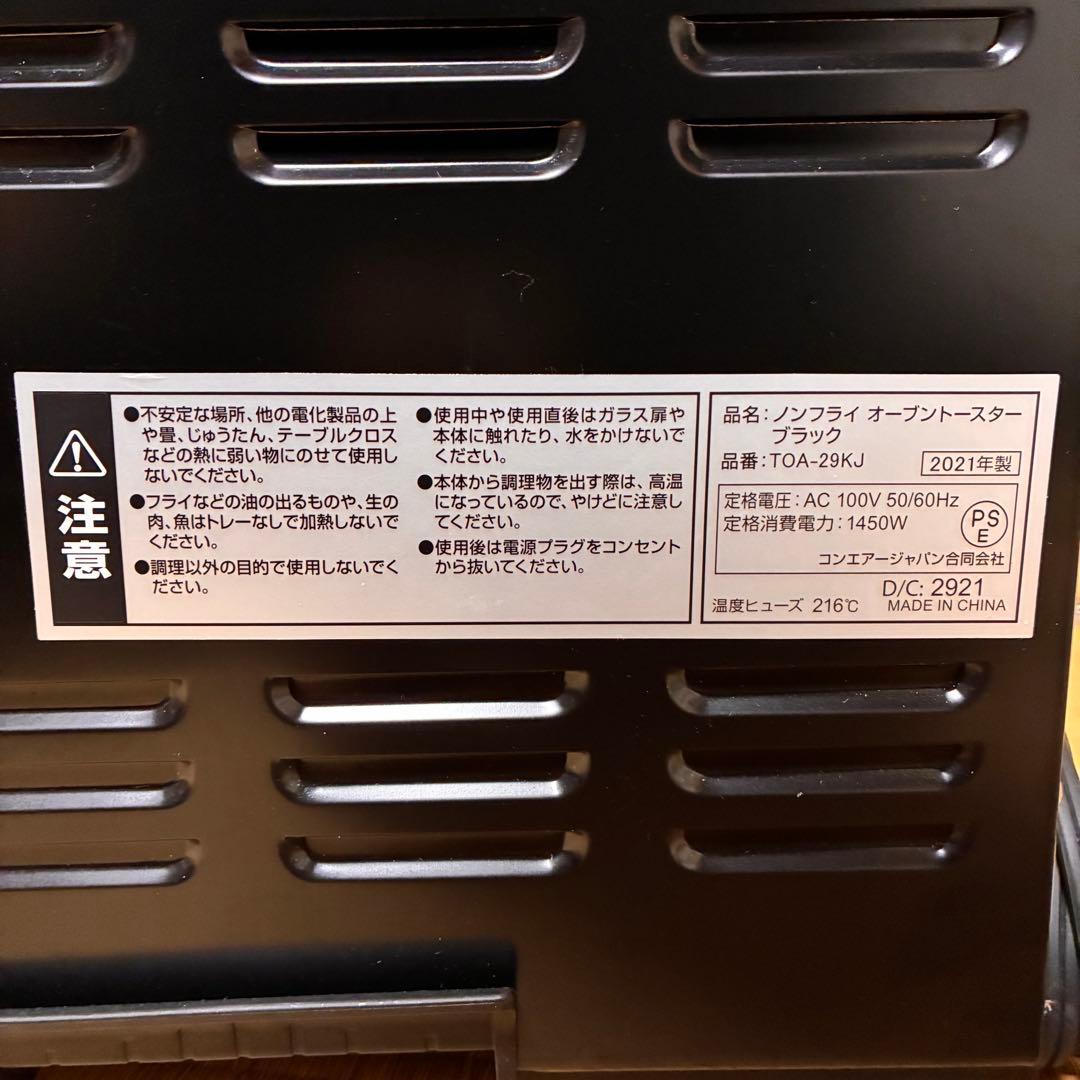 注意
●不安定な場所、他の電化製品の上
や畳、じゅうたん、テーブルクロス
などの熱に弱い物にのせて使用し
ないでください。
●フライなどの油の出るものや、生の
肉、魚はトレーなしで加熱しないで
ください。
●調理以外の目的で使用しないでく
ださい。
●使用中や使用直後はガラス扉や
本体に触れたり、水をかけないで
ください。
●本体から調理物を出す際は、高温
になっているので、やけどに注意し
てください。
●使用後は電源プラグをコンセント
から抜いてください。
品名:ノンフライ オーブントースター
ブラック
品番:TOA-29KJ
2021年製
定格電圧:AC 100V 50/60Hz
定格消費電力:1450W
PS
E
コンエアージャパン合同会社
D/C: 2921
温度ヒューズ 216℃ MADE IN CHINA